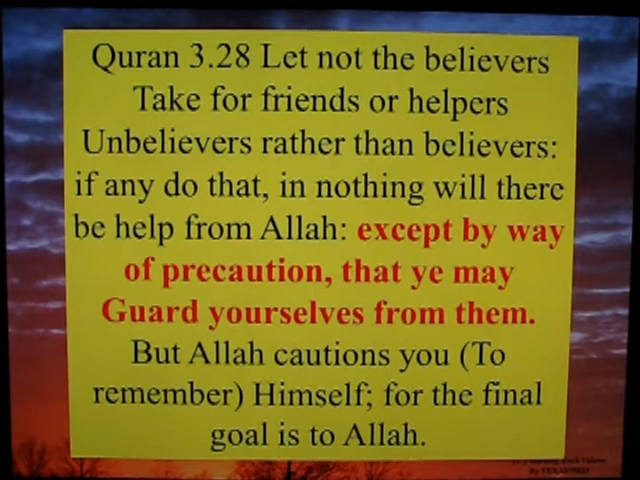 Quran 3.28 Let not the believers
Take for friends or helpers
Unbelievers rather than believers:
if any do that, in nothing will there
be help from Allah: except by way
of precaution, that ye may
Guard yourselves from them.
But Allah cautions you (To
remember) Himself; for the final
goal is to Allah.